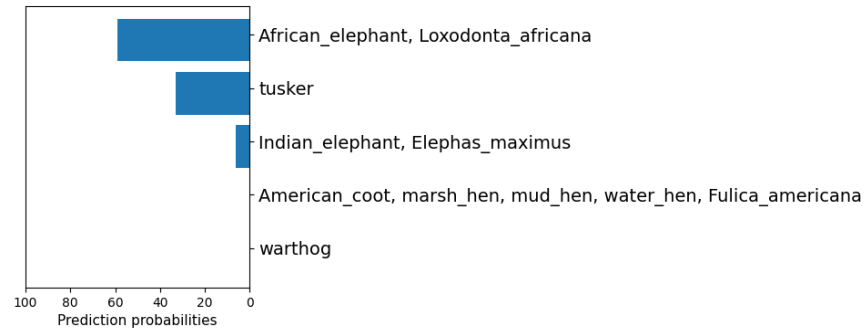 African_elephant, Loxodonta_africana
tusker
Indian_elephant, Elephas_maximus
American_coot, marsh_hen, mud_hen, water_hen, Fulica_americana
warthog
100 80 60 40 20 0
Prediction probabilities